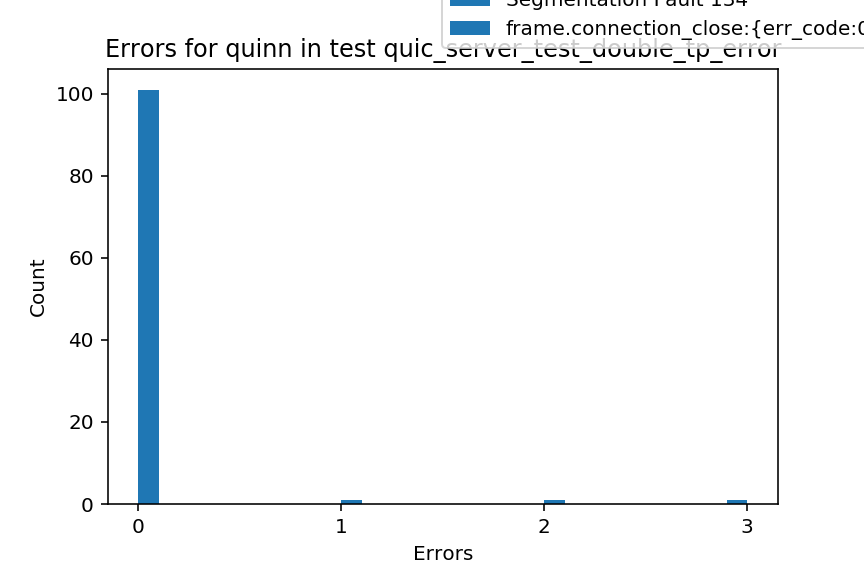 Segmentation Fault 134
frame.connection_close:{err_code:0
Errors for quinn in test quic_server_test_double_tp_error
100
80
60
40
20
0
Count
0 1 2 3
Errors